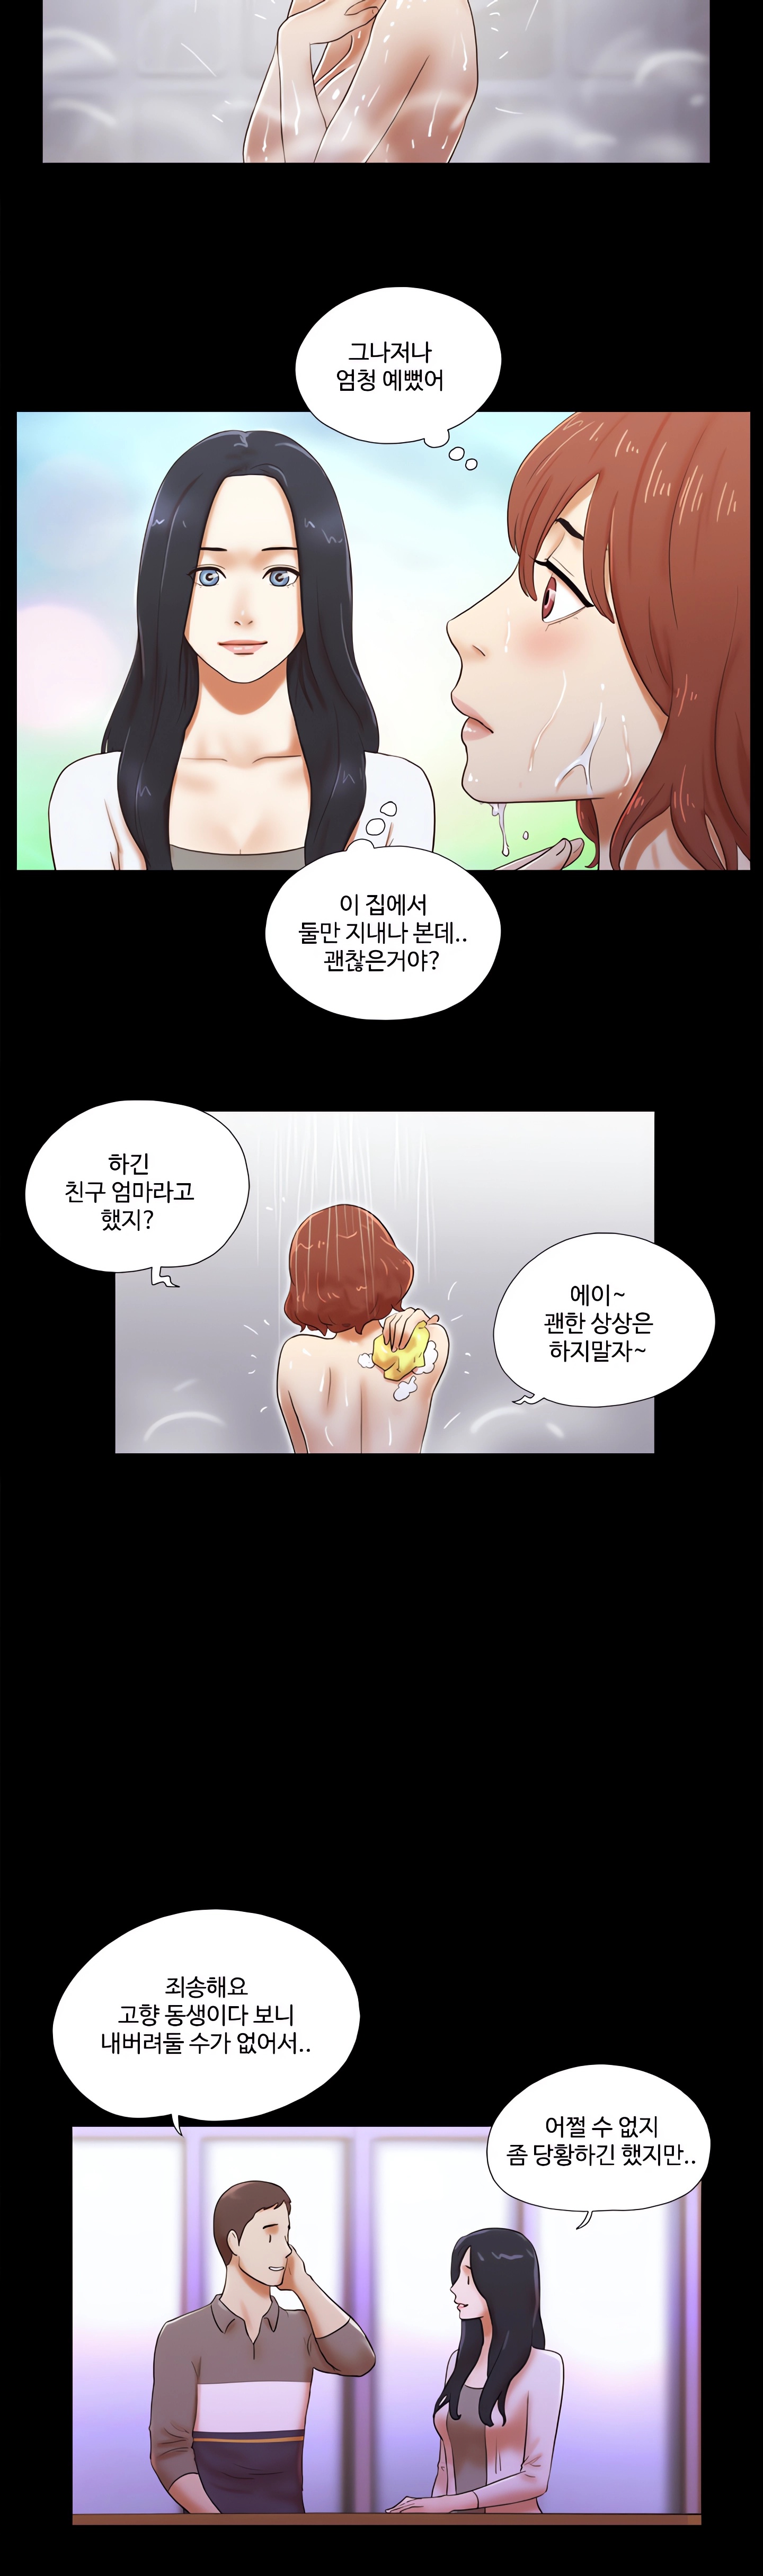 그나저나
엄청 예뻤어
이 집에서
둘만 지내나 본데..
괜찮은거야?
하긴
친구 엄마라고
했지?
에이~
괜한 상상은
하지말자~
죄송해요
고향 동생이다 보니
내버려둘 수가 없어서..
어쩔 수 없지
좀 당황하긴 했지만..